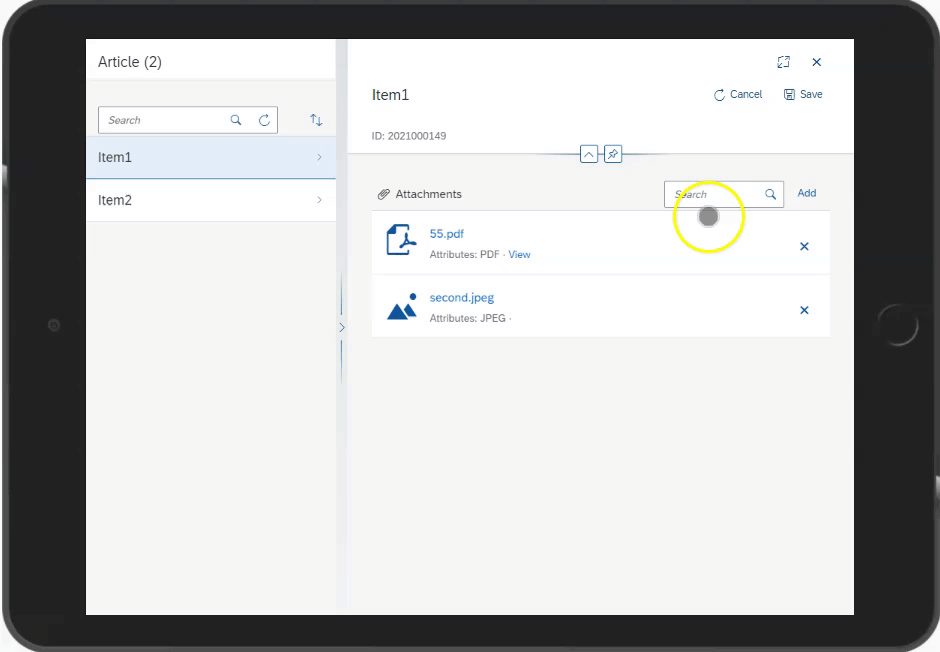 Article (2)
Search
Item1
Item2
Item1
Cancel
Save
ID: 2021000149
Attachments
Search
Add
55.pdf
Attributes: PDF · View
second.jpeg
Attributes: JPEG ·